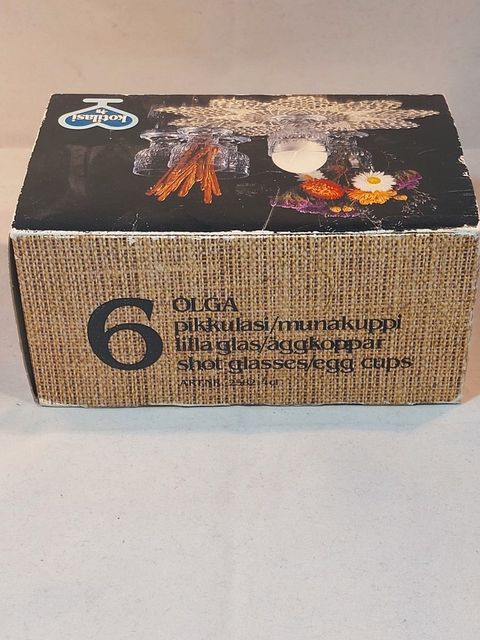 kotilasi
6
OLGA
pikkulasi/munakuppi
lilla glas/äggkoppar
shot glasses/egg cups